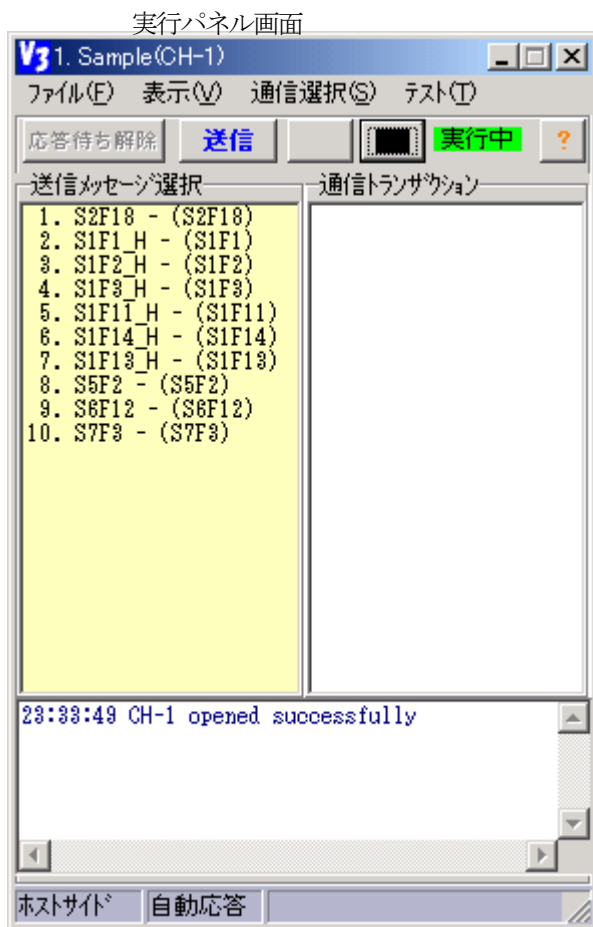 実行パネル画面
V3 1. Sample(CH-1)
ファイル(F) 表示(V) 通信選択(S) テスト(T)
応答待ち解除 送信 実行中 ?
送信メッセージ選択 通信トランザクション
1. S2F18 - (S2F18)
2. S1F1_H - (S1F1)
3. S1F2_H - (S1F2)
4. S1F3_H - (S1F3)
5. S1F11_H - (S1F11)
6. S1F14_H - (S1F14)
7. S1F13_H - (S1F13)
8. S5F2 - (S5F2)
9. S6F12 - (S6F12)
10. S7F3 - (S7F3)
23:33:49 CH-1 opened successfully
ホストサイド 自動応答